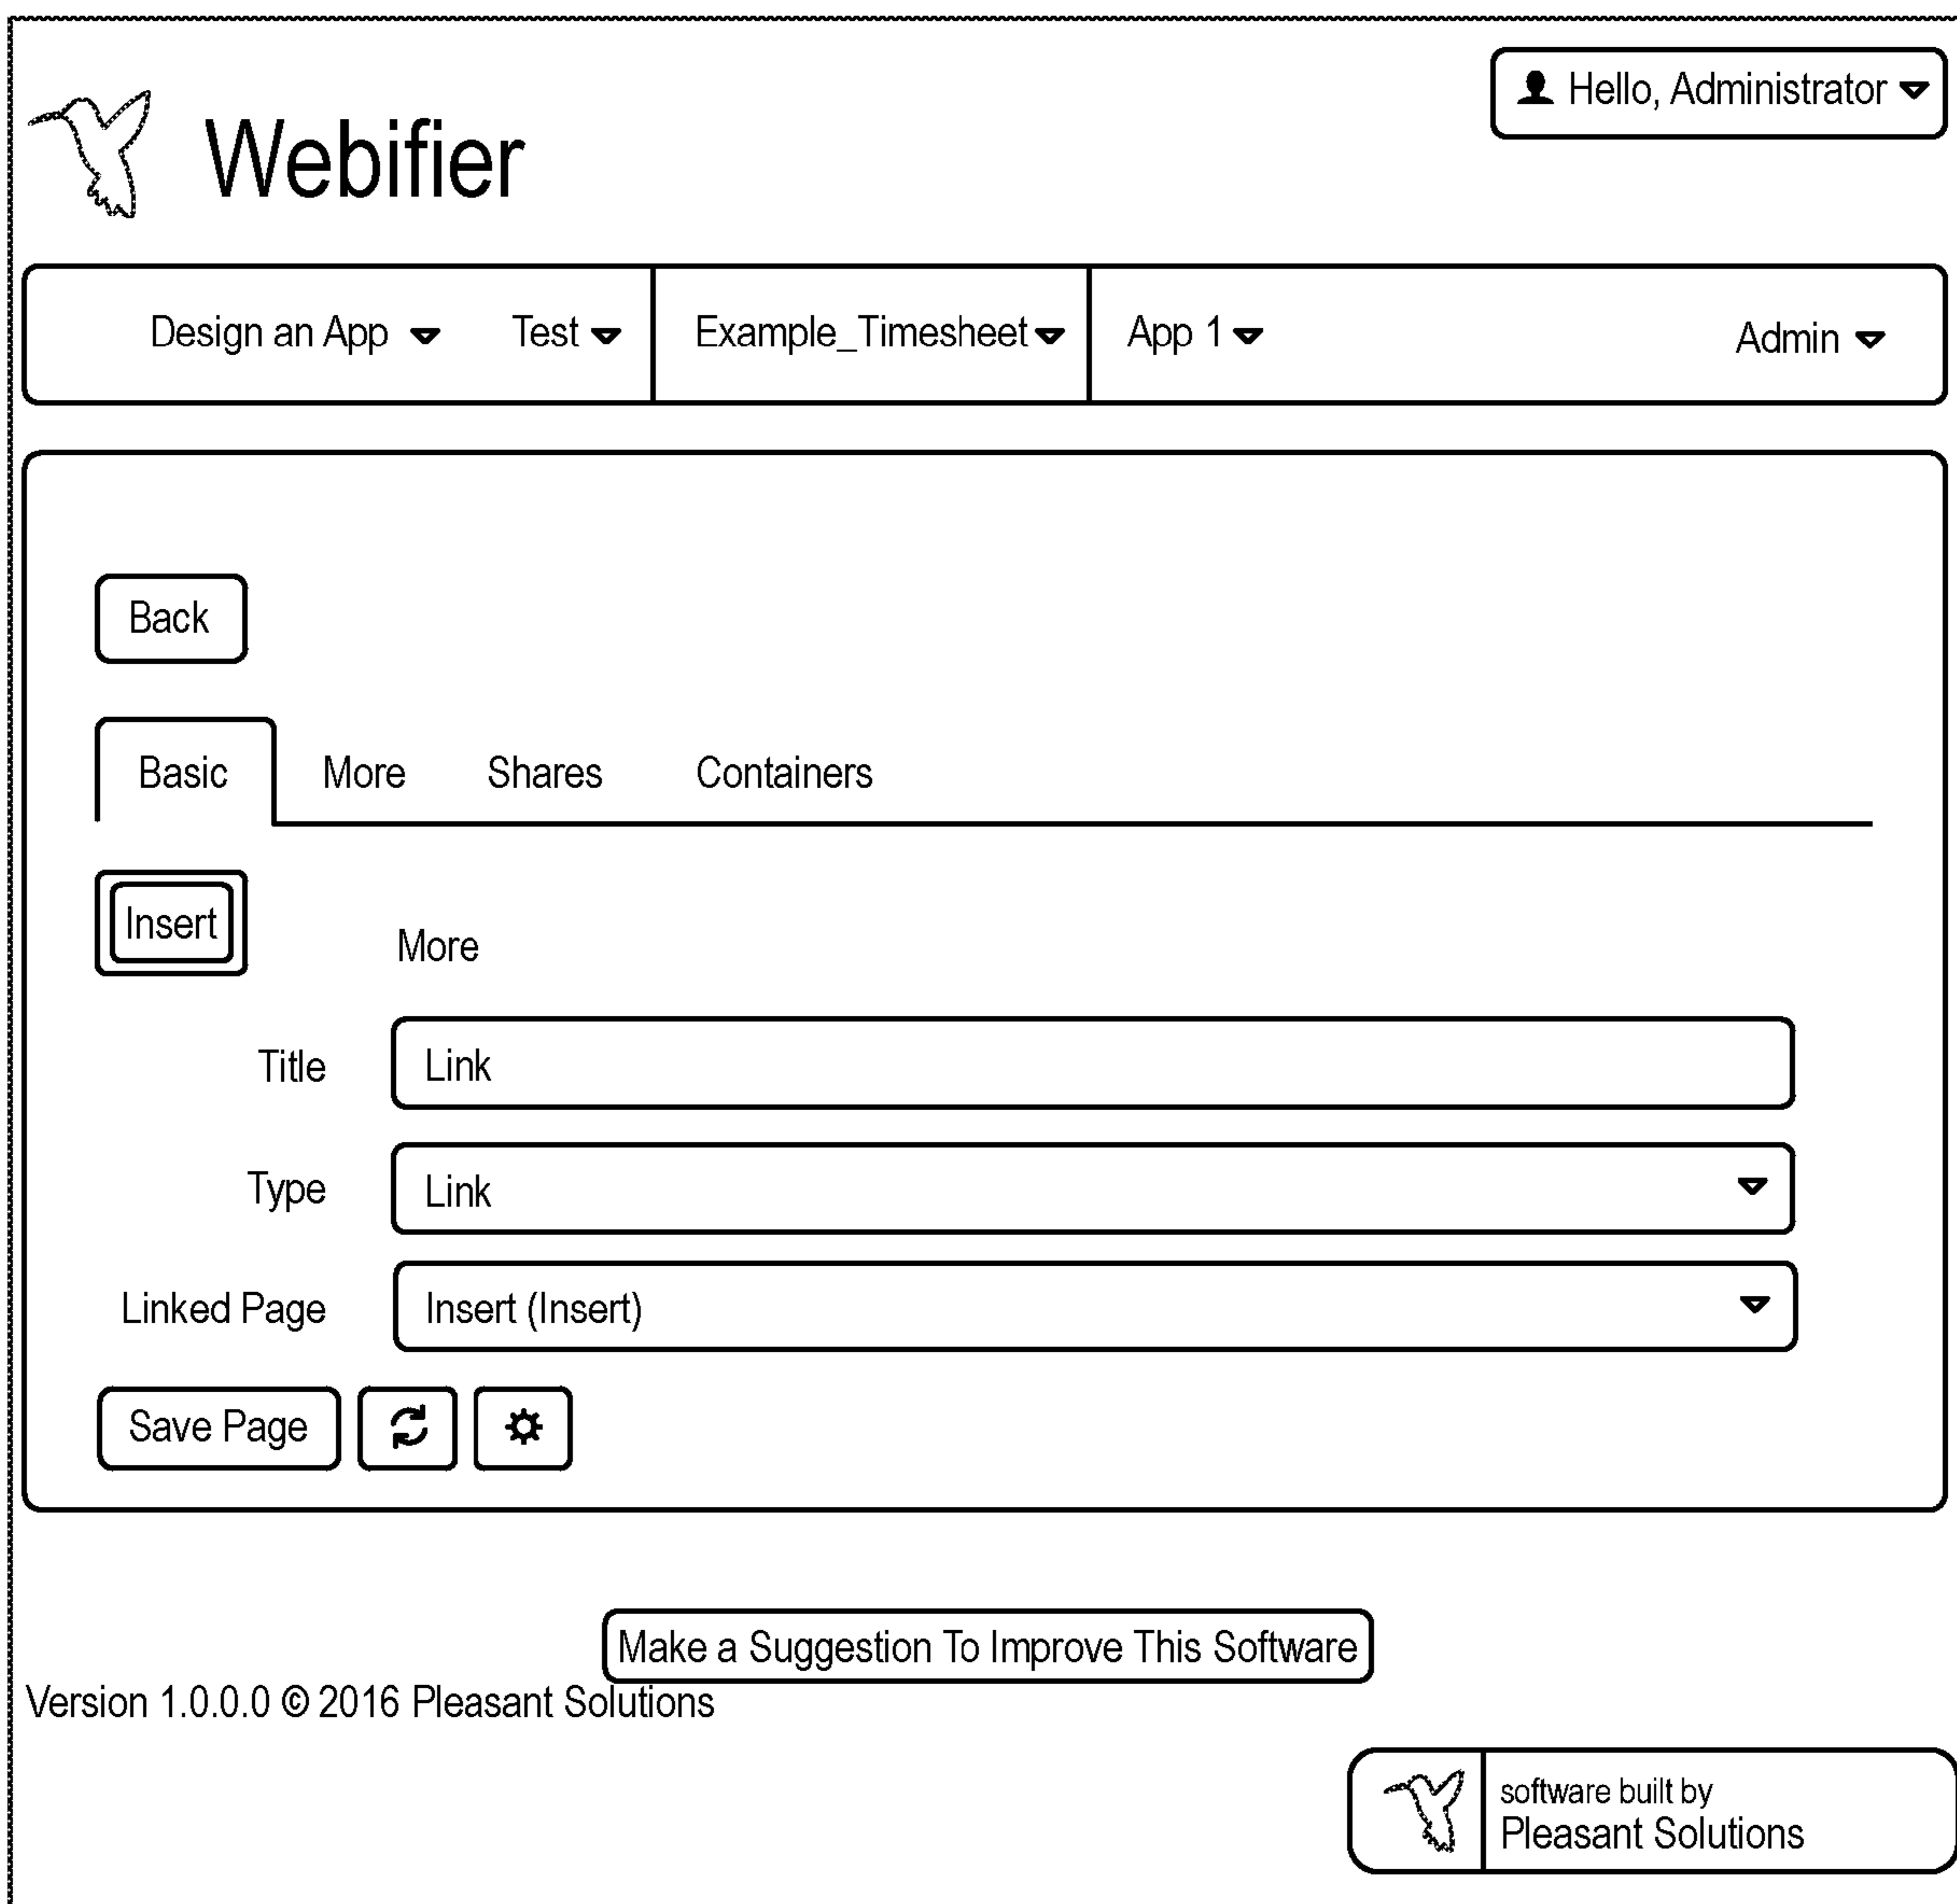 Hello, Administrator
Webifier
Design an App Test Example_Timesheet App 1 Admin
Back
Basic More Shares Containers
Insert
More
Title Link
Type Link
Linked Page Insert (Insert)
Save Page
Make a Suggestion To Improve This Software
Version 1.0.0.0 © 2016 Pleasant Solutions
software built by
Pleasant Solutions